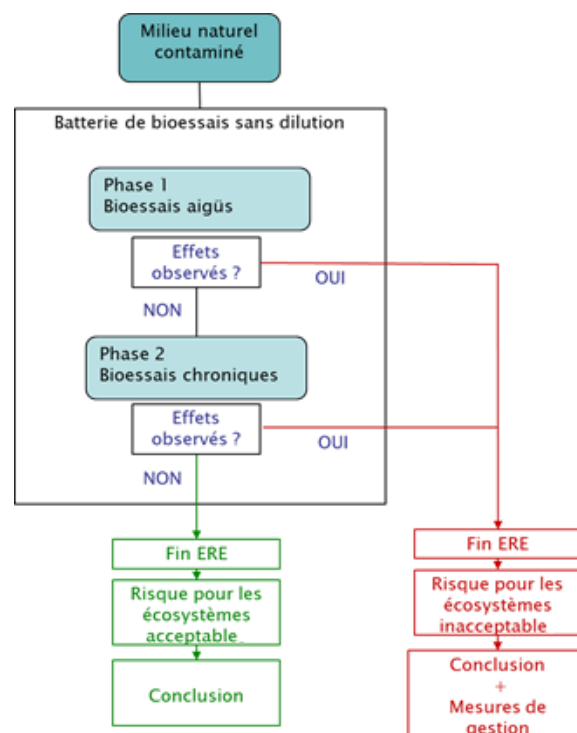 Milieu naturel
contaminé
Batterie de bioessais sans dilution
Phase 1
Bioessais aigüs
Effets
observés ?
OUI
NON
Phase 2
Bioessais chroniques
Effets
observés ?
OUI
NON
Fin ERE
Risque pour les
écosystèmes
acceptable
Conclusion
Fin ERE
Risque pour les
écosystèmes
inacceptable
Conclusion
+
Mesures de
gestion